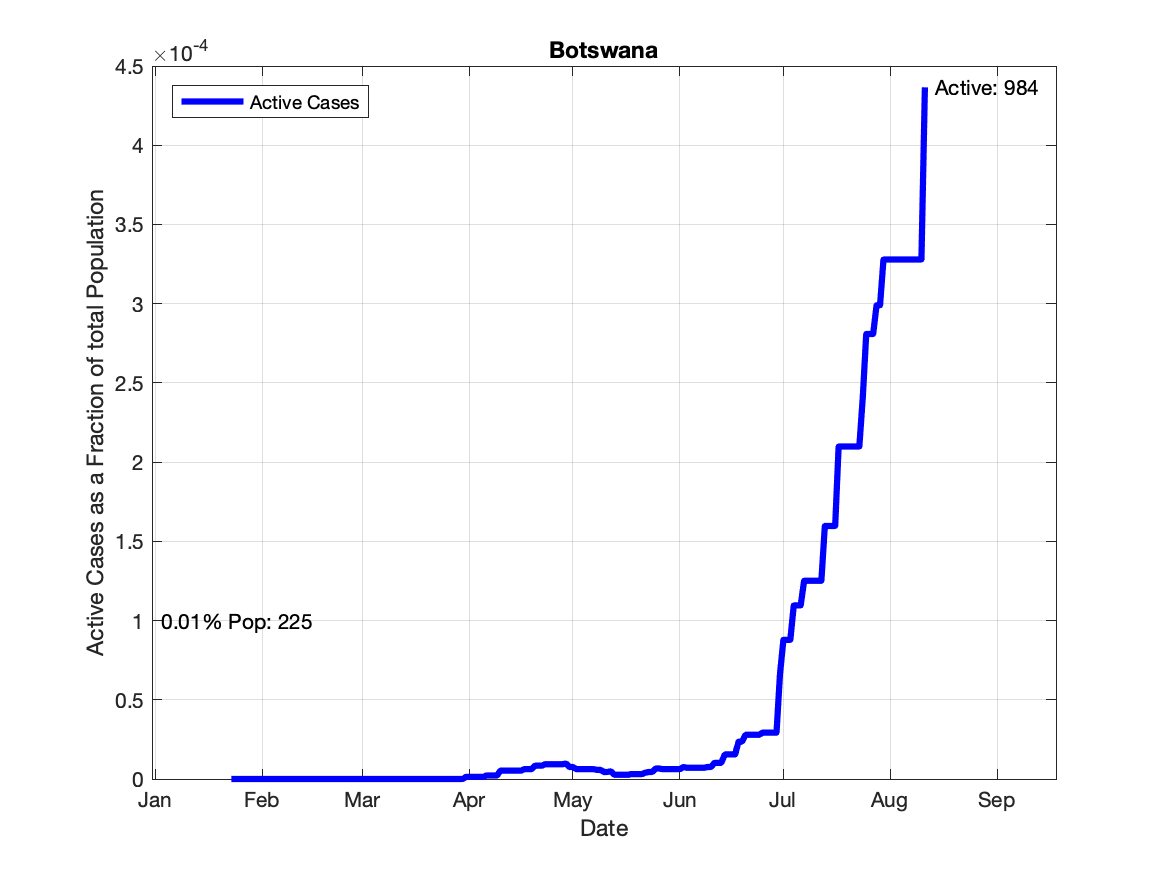 Botswana
×10-4
4.5
4
3.5
3
2.5
2
1.5
1
0.5
0
Active Cases as a Fraction of total Population
Active Cases
Active: 984
0.01% Pop: 225
Jan Feb Mar Apr May Jun Jul Aug Sep
Date